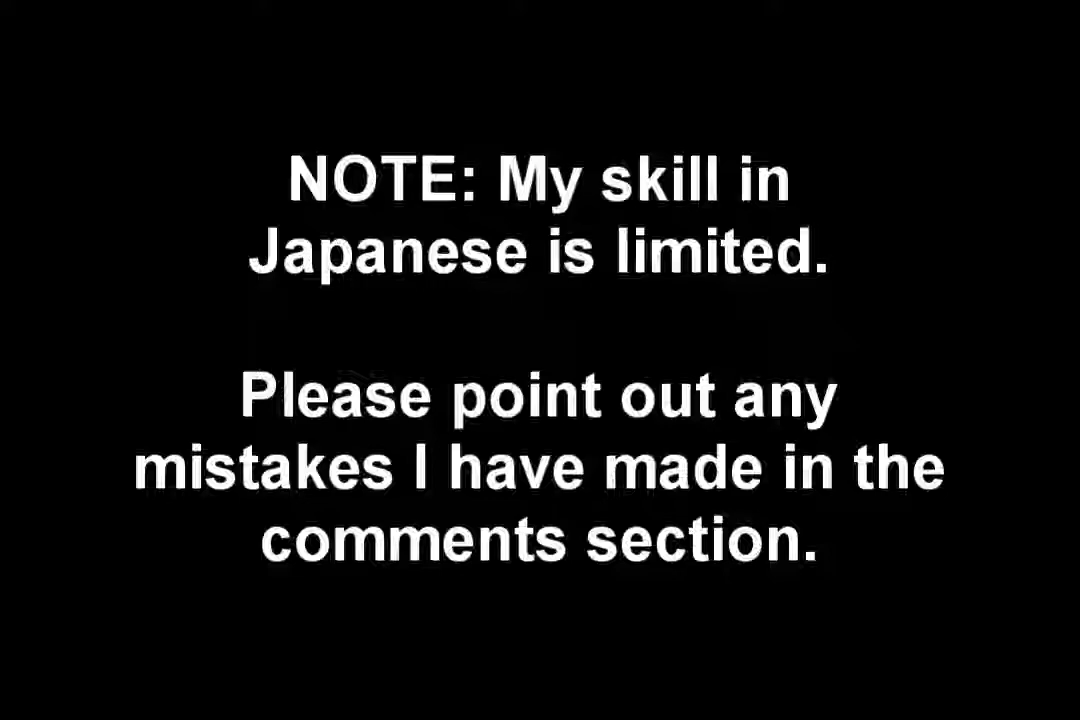 NOTE: My skill in
Japanese is limited.
Please point out any
mistakes I have made in the
comments section.